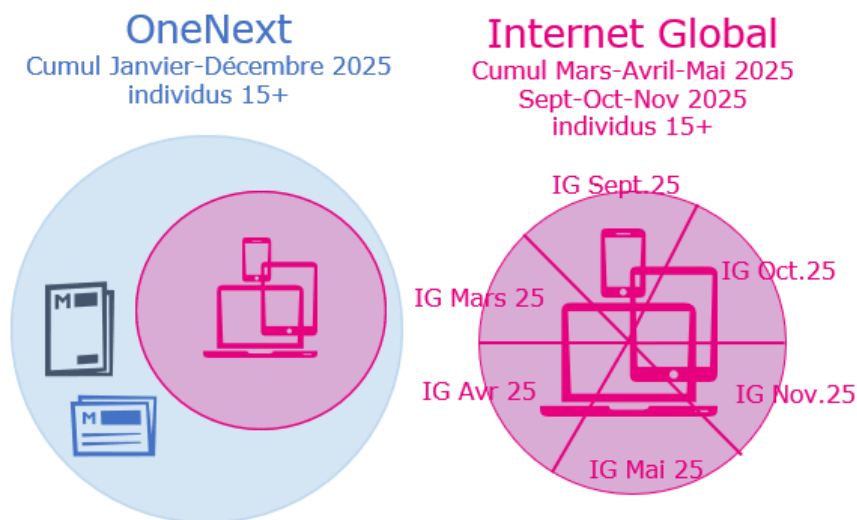 OneNext
Cumul Janvier-Décembre 2025
individus 15+
Internet Global
Cumul Mars-Avril-Mai 2025
Sept-Oct-Nov 2025
individus 15+
IG Sept.25
IG Oct.25
IG Mars 25
IG Avr 25
IG Nov.25
IG Mai 25
M
M